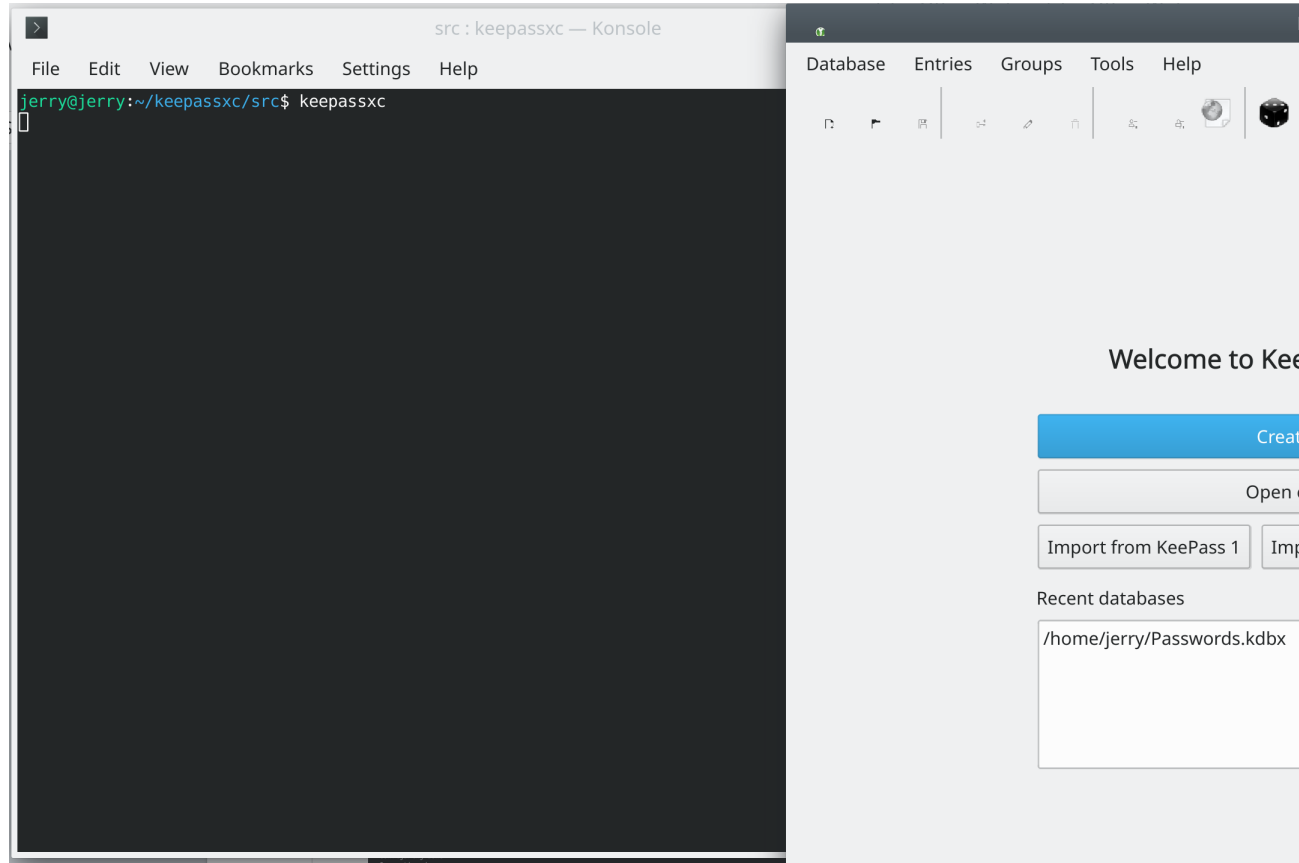 src : keepassxc — Konsole
File Edit View Bookmarks Settings Help
jerry@jerry:~/keepassxc/src$ keepassxc
Database Entries Groups Tools Help
Welcome to Kee
Creat
Open
Import from KeePass 1 Imp
Recent databases
/home/jerry/Passwords.kdbx